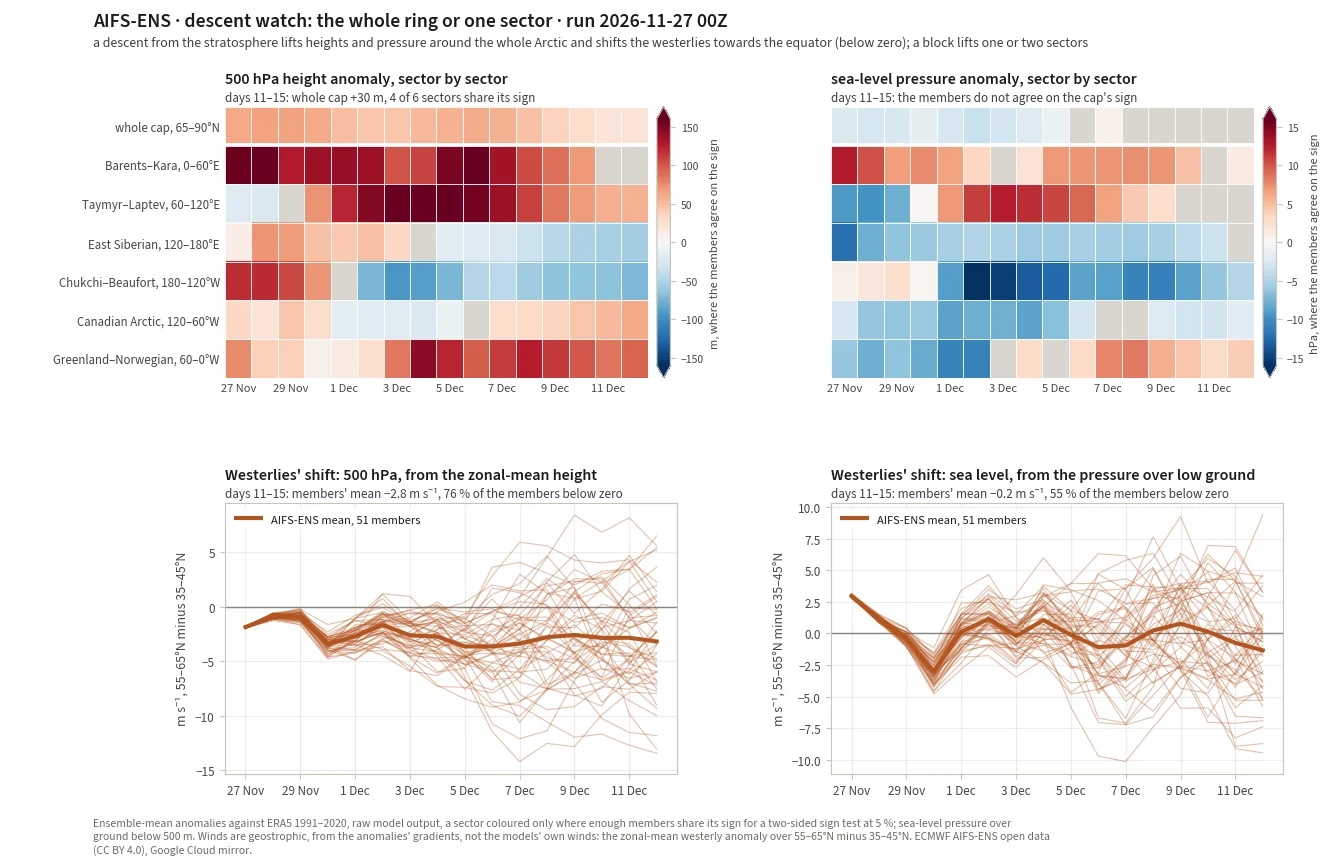 AIFS-ENS · descent watch: the whole ring or one sector · run 2026-11-27 00Z
a descent from the stratosphere lifts heights and pressure around the whole Arctic and shifts the westerlies towards the equator (below zero); a block lifts one or two sectors
500 hPa height anomaly, sector by sector
days 11–15: whole cap +30 m, 4 of 6 sectors share its sign
whole cap, 65–90°N
Barents–Kara, 0–60°E
Taymyr–Laptev, 60–120°E
East Siberian, 120–180°E
Chukchi–Beaufort, 180–120°W
Canadian Arctic, 120–60°W
Greenland–Norwegian, 60–0°W
27 Nov 29 Nov 1 Dec 3 Dec 5 Dec 7 Dec 9 Dec 11 Dec
150
100
50
0
−50
−100
−150
m, where the members agree on the sign
sea-level pressure anomaly, sector by sector
days 11–15: the members do not agree on the cap's sign
27 Nov 29 Nov 1 Dec 3 Dec 5 Dec 7 Dec 9 Dec 11 Dec
15
10
5
0
−5
−10
−15
hPa, where the members agree on the sign
Westerlies' shift: 500 hPa, from the zonal-mean height
days 11–15: members' mean −2.8 m s⁻¹, 76 % of the members below zero
AIFS-ENS mean, 51 members
m s⁻¹, 55–65°N minus 35–45°N
5
0
−5
−10
−15
27 Nov 29 Nov 1 Dec 3 Dec 5 Dec 7 Dec 9 Dec 11 Dec
Westerlies' shift: sea level, from the pressure over low ground
days 11–15: members' mean −0.2 m s⁻¹, 55 % of the members below zero
AIFS-ENS mean, 51 members
m s⁻¹, 55–65°N minus 35–45°N
10.0
7.5
5.0
2.5
0.0
−2.5
−5.0
−7.5
−10.0
27 Nov 29 Nov 1 Dec 3 Dec 5 Dec 7 Dec 9 Dec 11 Dec
Ensemble-mean anomalies against ERA5 1991–2020, raw model output, a sector coloured only where enough members share its sign for a two-sided sign test at 5 %; sea-level pressure over
ground below 500 m. Winds are geostrophic, from the anomalies' gradients, not the models' own winds: the zonal-mean westerly anomaly over 55–65°N minus 35–45°N. ECMWF AIFS-ENS open data
(CC BY 4.0), Google Cloud mirror.